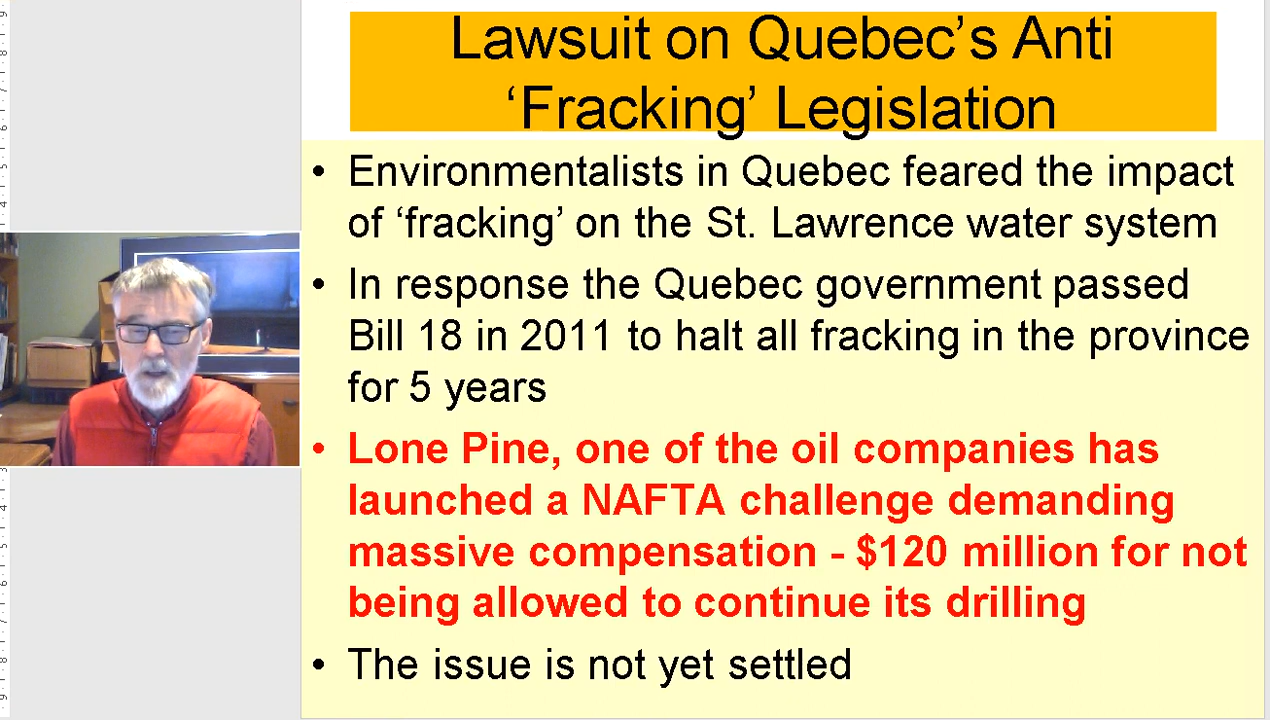 Lawsuit on Quebec’s Anti
‘Fracking’ Legislation
• Environmentalists in Quebec feared the impact
of ‘fracking’ on the St. Lawrence water system
• In response the Quebec government passed
Bill 18 in 2011 to halt all fracking in the province
for 5 years
• Lone Pine, one of the oil companies has
launched a NAFTA challenge demanding
massive compensation - $120 million for not
being allowed to continue its drilling
• The issue is not yet settled